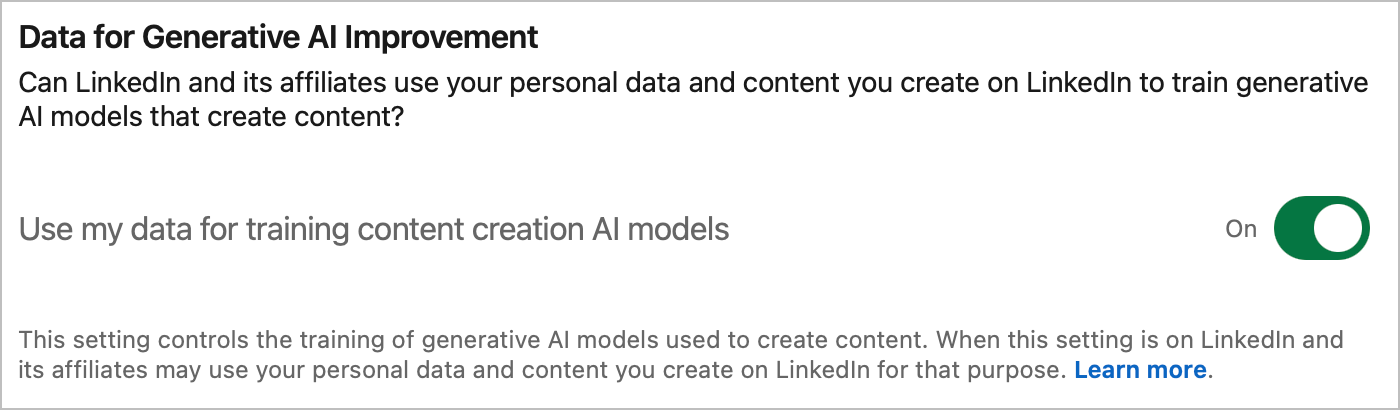 Data for Generative AI Improvement
Can LinkedIn and its affiliates use your personal data and content you create on LinkedIn to train generative
AI models that create content?
Use my data for training content creation AI models
On
This setting controls the training of generative AI models used to create content. When this setting is on LinkedIn and
its affiliates may use your personal data and content you create on LinkedIn for that purpose. Learn more.